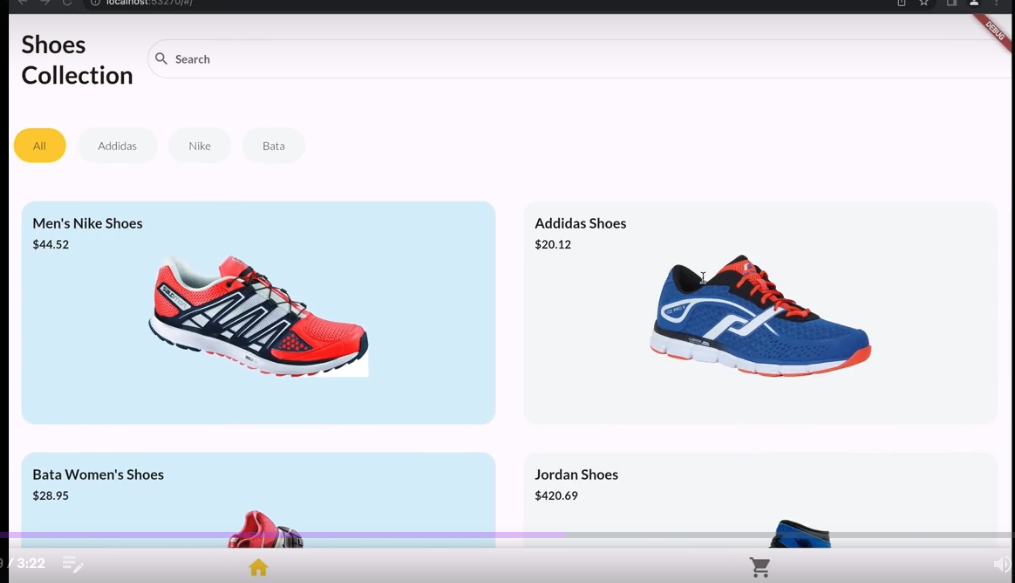 localhost:53270/#/
DEBUG
Shoes
Collection
Search
All
Addidas
Nike
Bata
Men's Nike Shoes
$44.52
Addidas Shoes
$20.12
Bata Women's Shoes
$28.95
Jordan Shoes
$420.69
/ 3:22